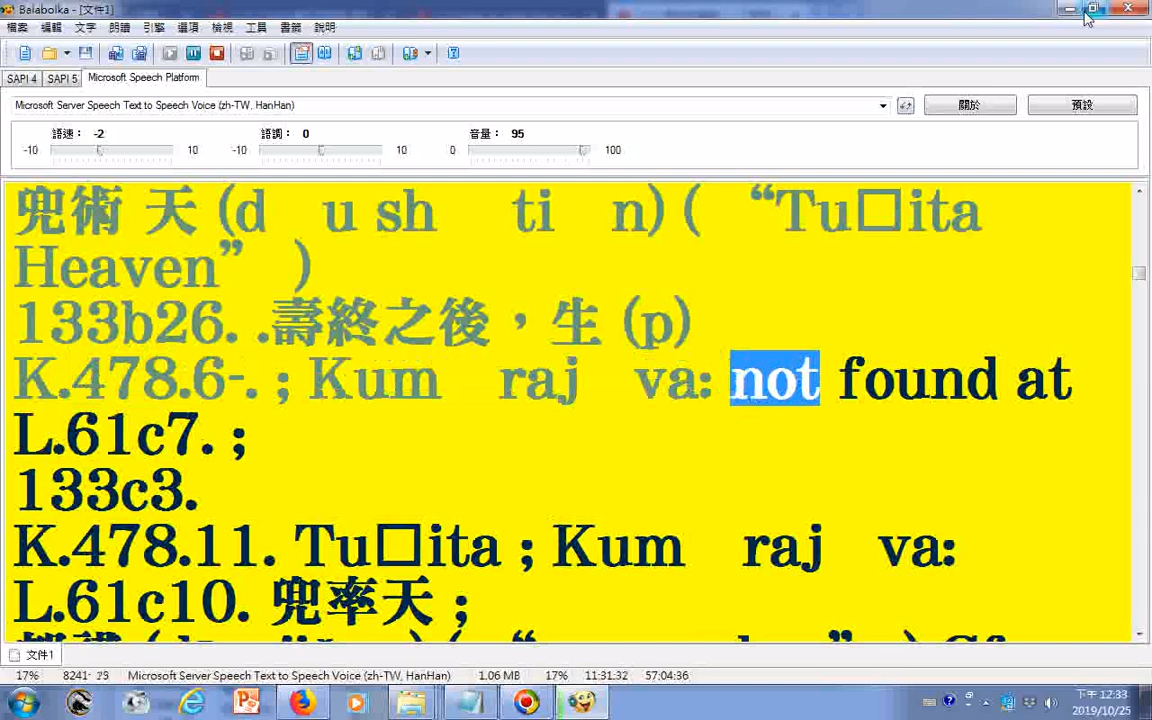 Balabolka - [文件1]
檔案 編輯 文字 朗讀 引擎 選項 檢視 工具 書籤 說明
SAPI 4 SAPI 5 Microsoft Speech Platform
Microsoft Server Speech Text to Speech Voice (zh-TW, HanHan) 關於 預設
語速： -2 語調： 0 音量： 95
-10 10 -10 10 0 100
兜術 天 (d u sh ti n) ( “Tu□ita
Heaven” )
133b26. .壽終之後，生 (p)
K.478.6-. ; Kum raj va: not found at
L.61c7. ;
133c3.
K.478.11. Tu□ita ; Kum raj va:
L.61c10. 兜率天 ;
文件1
17% Microsoft Server Speech Text to Speech Voice (zh-TW, HanHan) 1.06 MB 17% 11:31:32 57:04:36
下午 12:33
2019/10/25